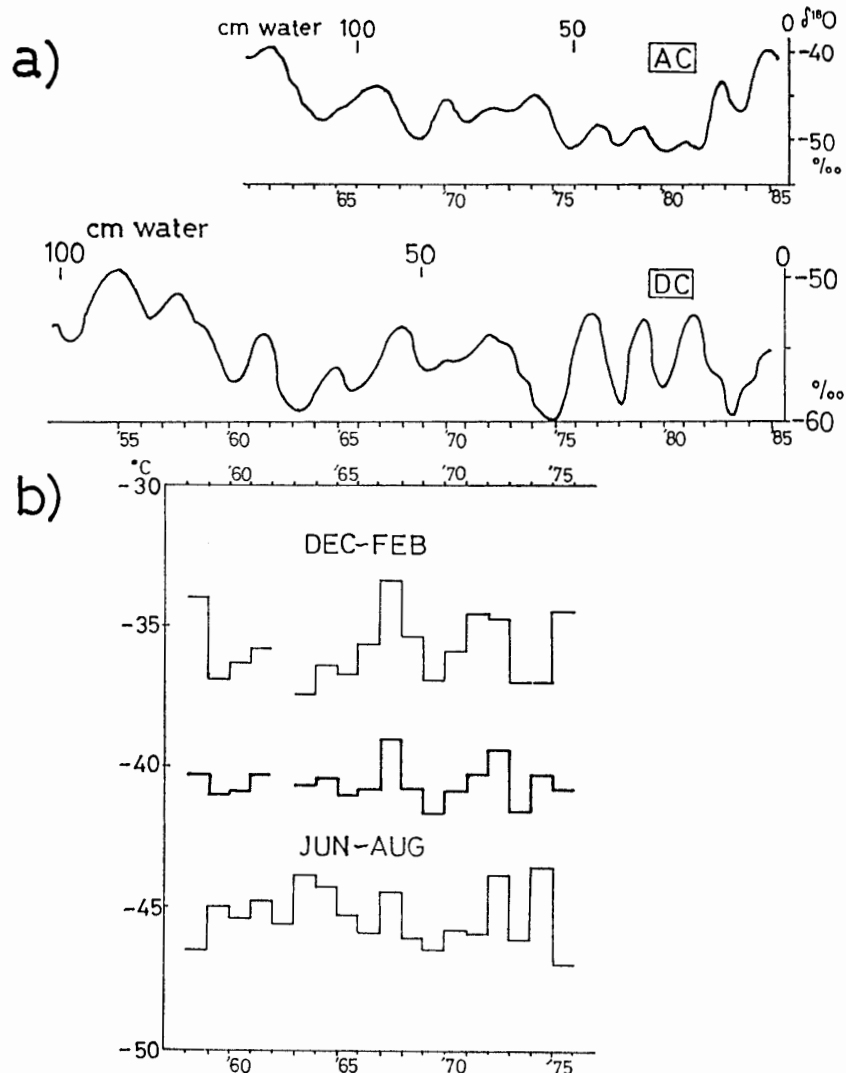 a)
cm water 100 50 0 δ¹⁸O
AC
-40
-50
‰
'65 '70 '75 '80 '85
cm water
100 50 0
DC
-50
‰
-60
'55 '60 '65 '70 '75 '80 '85
b)
°C '60 '65 '70 '75
-30
DEC-FEB
-35
-40
JUN-AUG
-45
-50
'60 '65 '70 '75